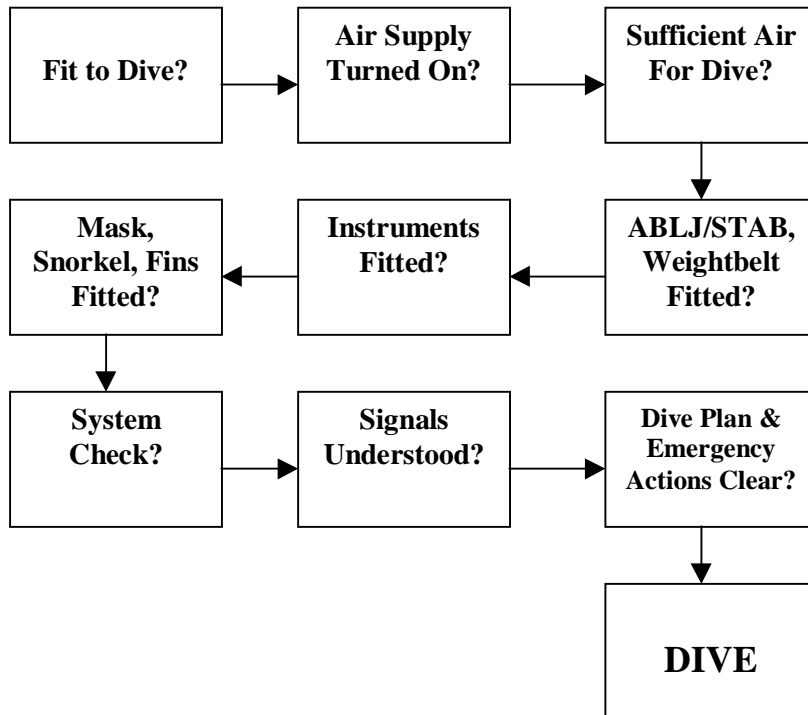 Fit to Dive?
Air Supply
Turned On?
Sufficient Air
For Dive?
Mask,
Snorkel, Fins
Fitted?
Instruments
Fitted?
ABLJ/STAB,
Weightbelt
Fitted?
System
Check?
Signals
Understood?
Dive Plan &
Emergency
Actions Clear?
DIVE